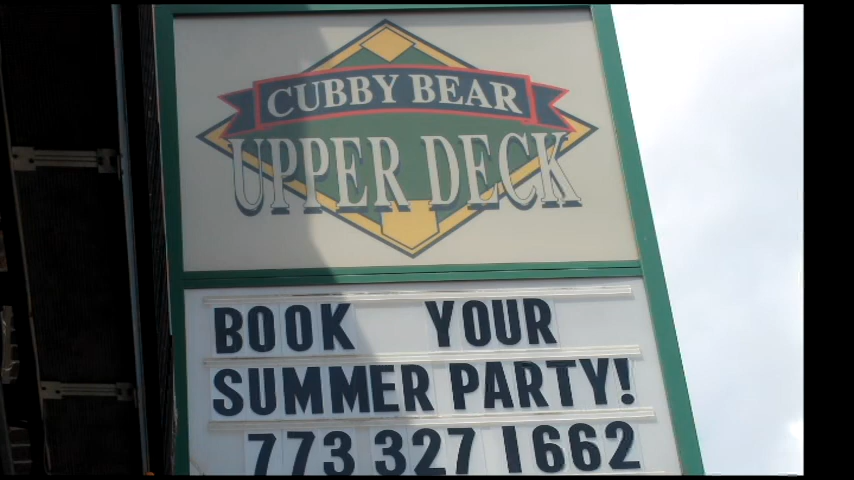 CUBBY BEAR
UPPER DECK
BOOK YOUR
SUMMER PARTY!
773 327 1662